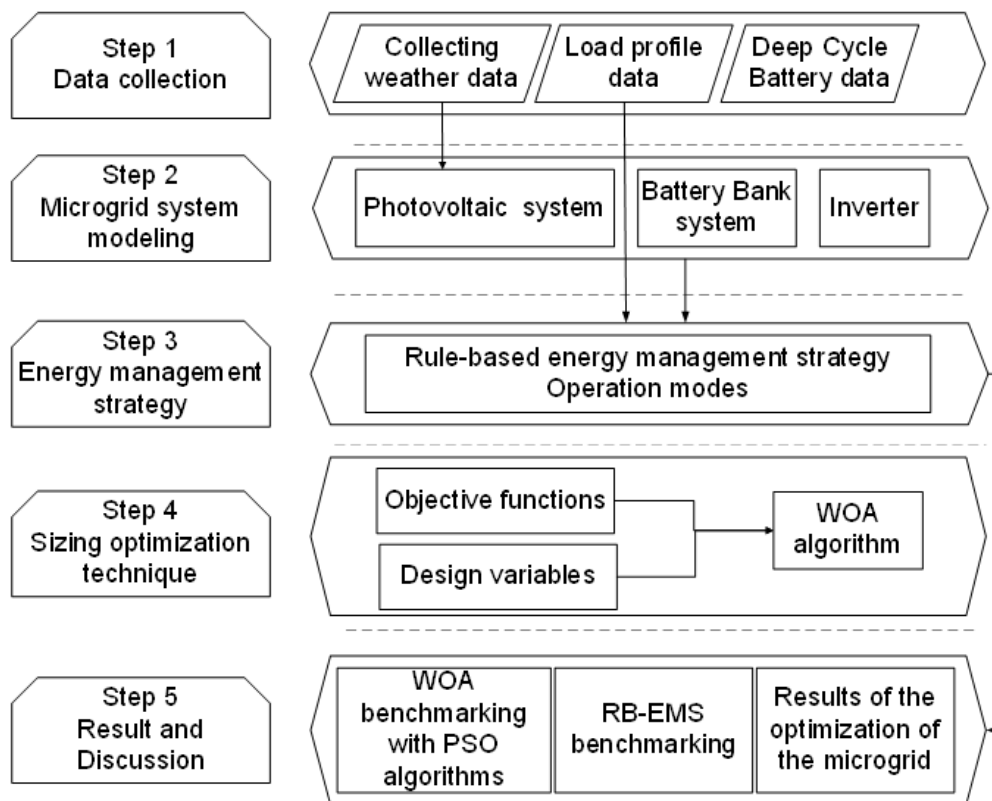 Step 1
Data collection
Collecting
weather data
Load profile
data
Deep Cycle
Battery data
Step 2
Microgrid system
modeling
Photovoltaic system
Battery Bank
system
Inverter
Step 3
Energy management
strategy
Rule-based energy management strategy
Operation modes
Step 4
Sizing optimization
technique
Objective functions
Design variables
WOA
algorithm
Step 5
Result and
Discussion
WOA
benchmarking
with PSO
algorithms
RB-EMS
benchmarking
Results of the
optimization of
the microgrid